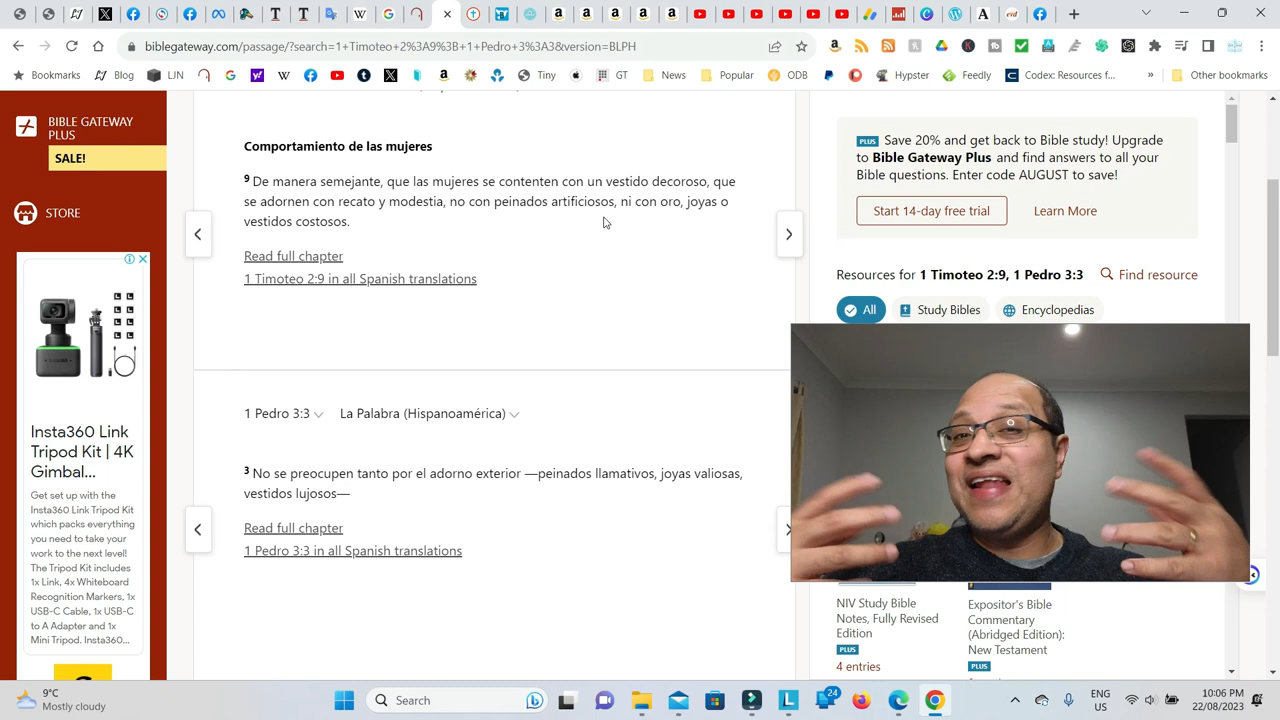 biblegateway.com/passage/?search=1+Timoteo+2%3A9%3B+1+Pedro+3%3A3&version=BLPH
Bookmarks
Blog
LJN
Tiny
GT
News
Popular
ODB
Hypster
Feedly
Codex: Resources f...
»
Other bookmarks
BIBLE GATEWAY
PLUS
SALE!
STORE
Insta360 Link
Tripod Kit | 4K
Gimbal...
Get set up with the
Insta360 Link Tripod Kit
which packs everything
you need to take your
work to the next level!
The Tripod Kit includes
1x Link, 4x Whiteboard
Recognition Markers, 1x
USB-C Cable, 1x USB-C
to A Adapter and 1x
Mini Tripod. Insta360...
Comportamiento de las mujeres
9 De manera semejante, que las mujeres se contenten con un vestido decoroso, que
se adornen con recato y modestia, no con peinados artificiosos, ni con oro, joyas o
vestidos costosos.
Read full chapter
1 Timoteo 2:9 in all Spanish translations
1 Pedro 3:3 La Palabra (Hispanoamérica)
3 No se preocupen tanto por el adorno exterior —peinados llamativos, joyas valiosas,
vestidos lujosos—
Read full chapter
1 Pedro 3:3 in all Spanish translations
PLUS Save 20% and get back to Bible study! Upgrade
to Bible Gateway Plus and find answers to all your
Bible questions. Enter code AUGUST to save!
Start 14-day free trial
Learn More
Resources for 1 Timoteo 2:9, 1 Pedro 3:3
Find resource
All
Study Bibles
Encyclopedias
NIV Study Bible
Notes, Fully Revised
Edition
PLUS
4 entries
Expositor's Bible
Commentary
(Abridged Edition):
New Testament
PLUS
9°C
Mostly cloudy
Search
24
ENG
US
10:06 PM
22/08/2023